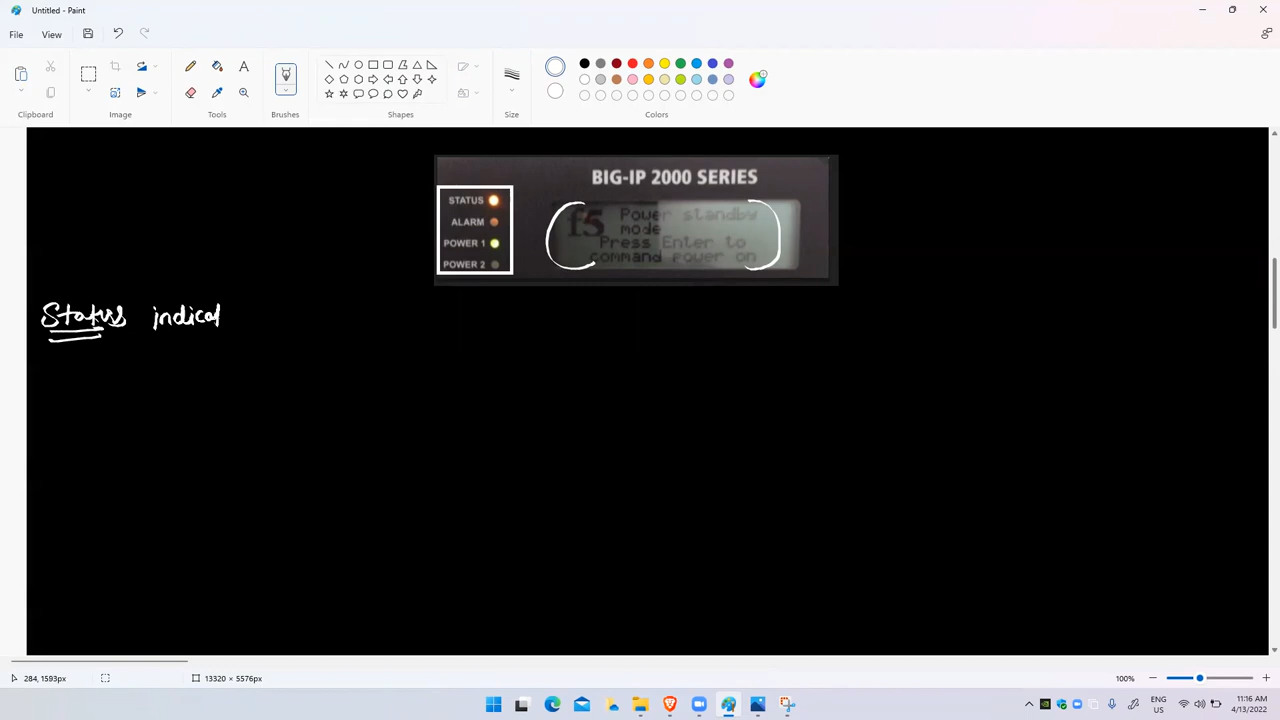 Untitled - Paint
File View
Clipboard Image Tools Brushes Shapes Size Colors
BIG-IP 2000 SERIES
STATUS
ALARM
POWER 1
POWER 2
f5 Power standby
mode
Press Enter to
command power on
Status indicat
284, 1593px 13320 × 5576px 100%
ENG
US
11:16 AM
4/13/2022